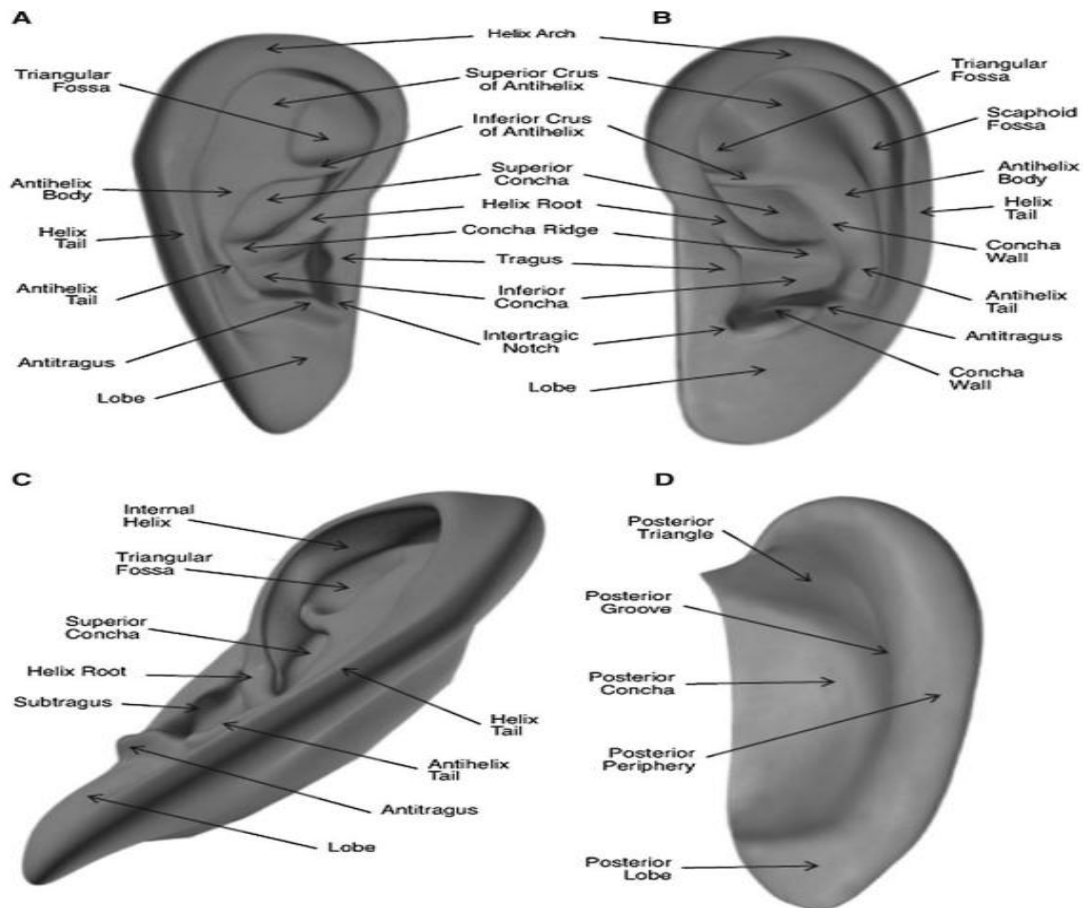 A
B
Helix Arch
Triangular
Fossa
Superior Crus
of Antihelix
Triangular
Fossa
Inferior Crus
of Antihelix
Scaphoid
Fossa
Superior
Concha
Antihelix
Body
Antihelix
Body
Helix Root
Helix
Tail
Helix
Tail
Concha Ridge
Concha
Wall
Tragus
Antihelix
Tail
Inferior
Concha
Antihelix
Tail
Intertragic
Notch
Antitragus
Antitragus
Lobe
Lobe
Concha
Wall
C
D
Internal
Helix
Triangular
Fossa
Superior
Concha
Helix Root
Subtragus
Helix
Tail
Antihelix
Tail
Antitragus
Lobe
Posterior
Triangle
Posterior
Groove
Posterior
Concha
Posterior
Periphery
Posterior
Lobe